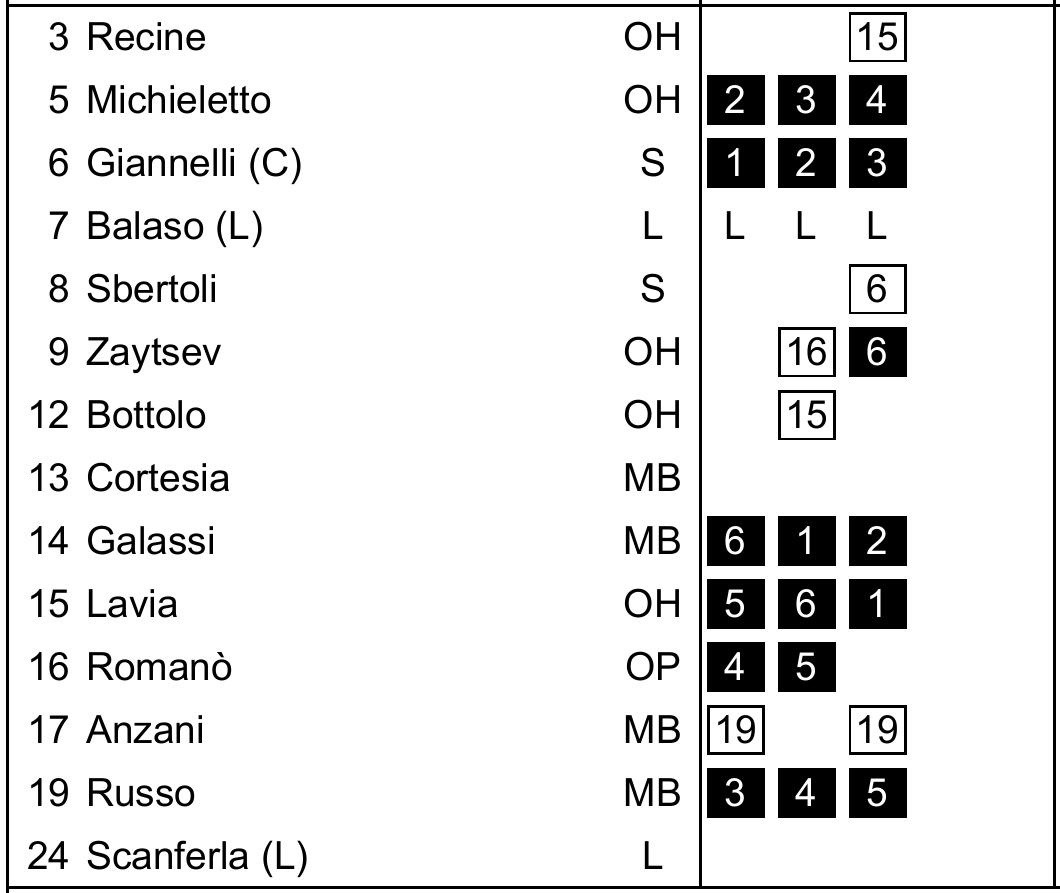 3 Recine OH 15
5 Michieletto OH 2 3 4
6 Giannelli (C) S 1 2 3
7 Balaso (L) L L L L
8 Sbertoli S 6
9 Zaytsev OH 16 6
12 Bottolo OH 15
13 Cortesia MB
14 Galassi MB 6 1 2
15 Lavia OH 5 6 1
16 Romanò OP 4 5
17 Anzani MB 19 19
19 Russo MB 3 4 5
24 Scanferla (L) L